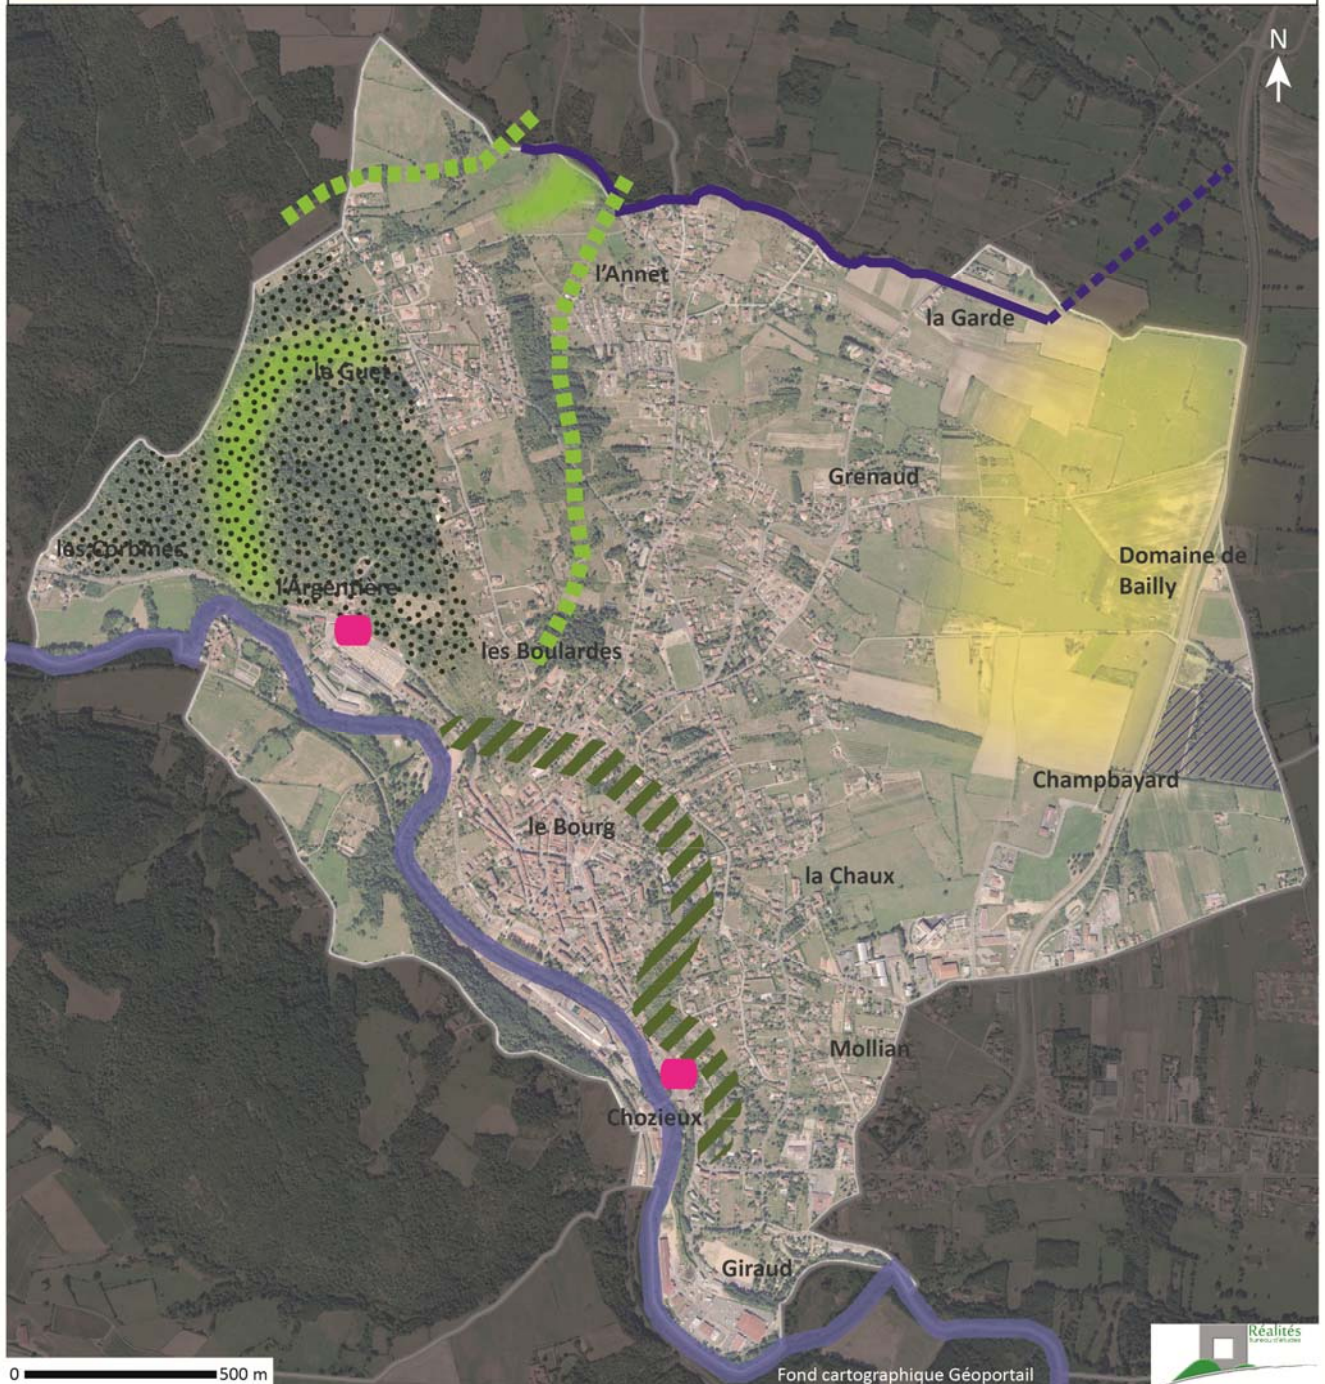 N
l'Annet
la Garde
le Guet
Grenaud
les Corbines
Domaine de
Bailly
l'Argentière
les Boulardes
Champbayard
le Bourg
la Chaux
Mollian
Chozieux
Giraud
0 500 m
Fond cartographique Géoportail
Réalités